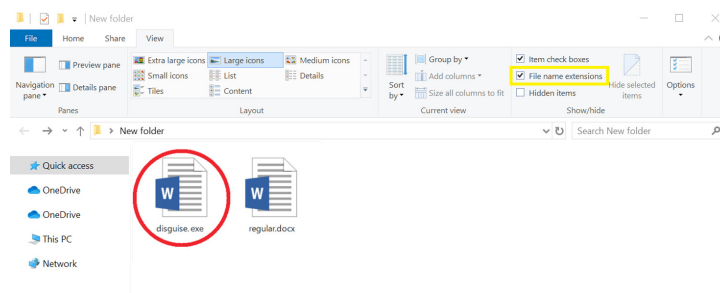 New folder
File Home Share View
Preview pane Extra large icons Large icons Medium icons Group by Item check boxes
Small icons List Details Add columns File name extensions
Navigation pane Details pane Tiles Content Sort by Size all columns to fit Hidden items Hide selected items Options
Panes Layout Current view Show/hide
New folder Search New folder
Quick access
OneDrive
OneDrive
This PC
Network
W W
disguise.exe regular.docx